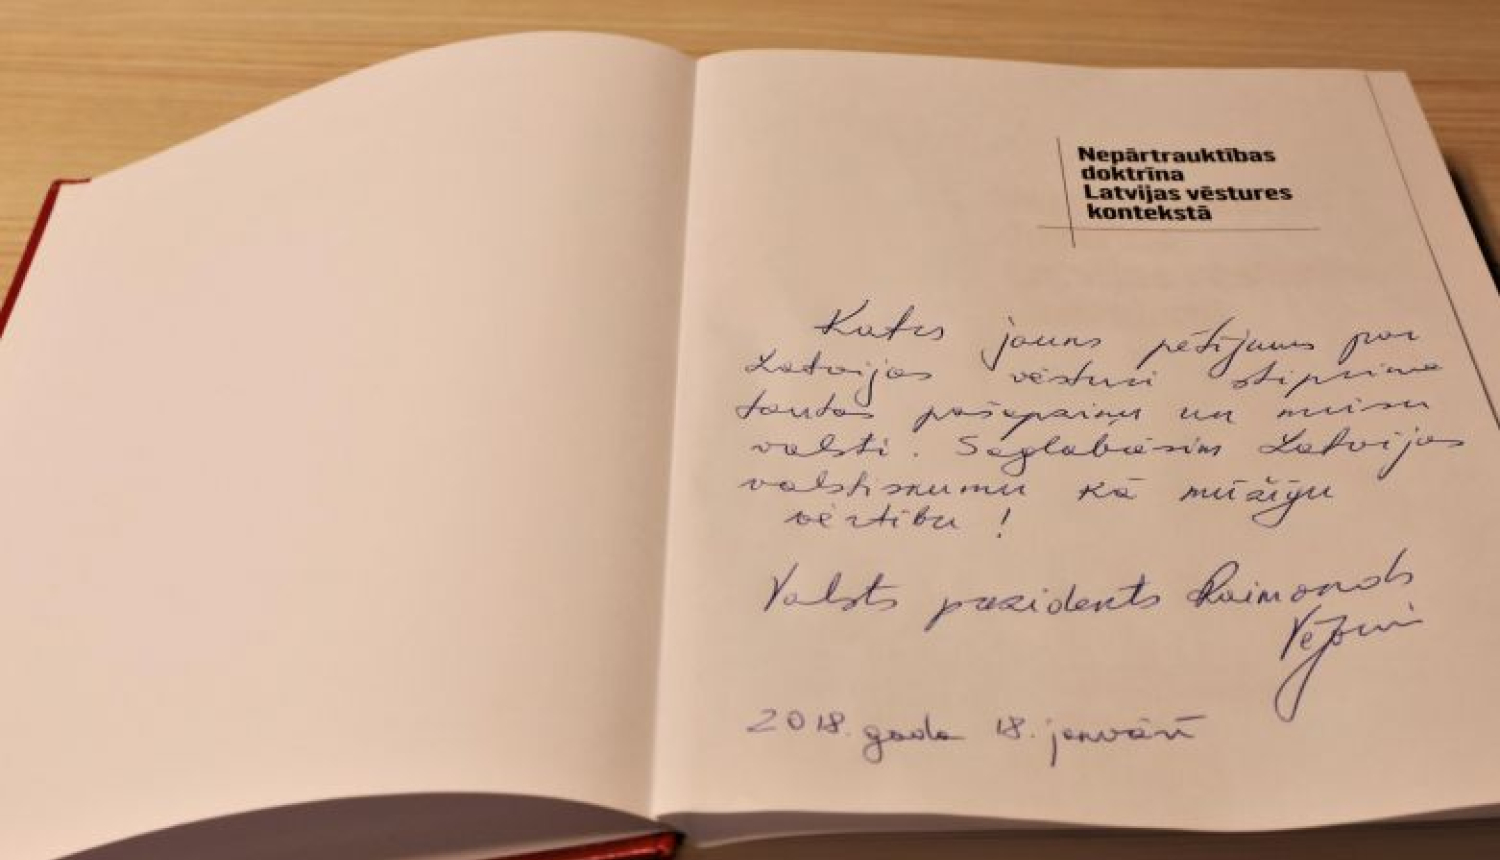 Nepārtrauktības
doktrīna
Latvijas vēstures
kontekstā
Katrs jauns pētījums par
Latvijas vēsturi stiprina
tautas pašapziņu un mūsu
valsti. Saglabāsim Latvijas
valstiskumu kā mūžīgu
vērtību!
Valsts prezidents Raimonds
Vējonis
2018. gada 18. janvārī